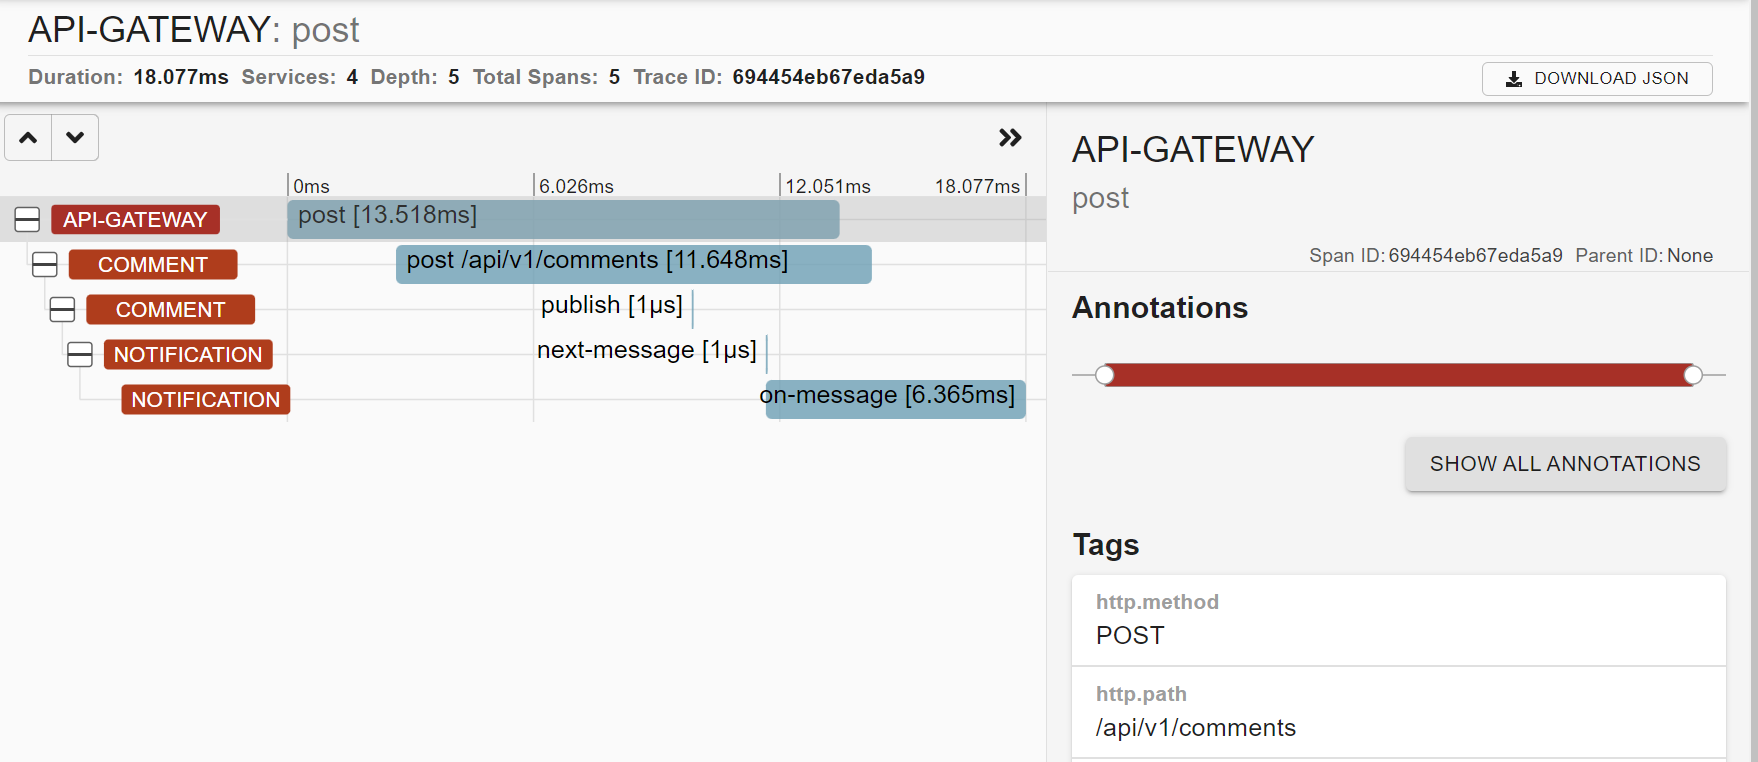 API-GATEWAY: post
Duration: 18.077ms Services: 4 Depth: 5 Total Spans: 5 Trace ID: 694454eb67eda5a9
DOWNLOAD JSON
0ms 6.026ms 12.051ms 18.077ms
API-GATEWAY post [13.518ms]
COMMENT post /api/v1/comments [11.648ms]
COMMENT publish [1μs]
NOTIFICATION next-message [1μs]
NOTIFICATION on-message [6.365ms]
API-GATEWAY
post
Span ID: 694454eb67eda5a9 Parent ID: None
Annotations
SHOW ALL ANNOTATIONS
Tags
http.method
POST
http.path
/api/v1/comments